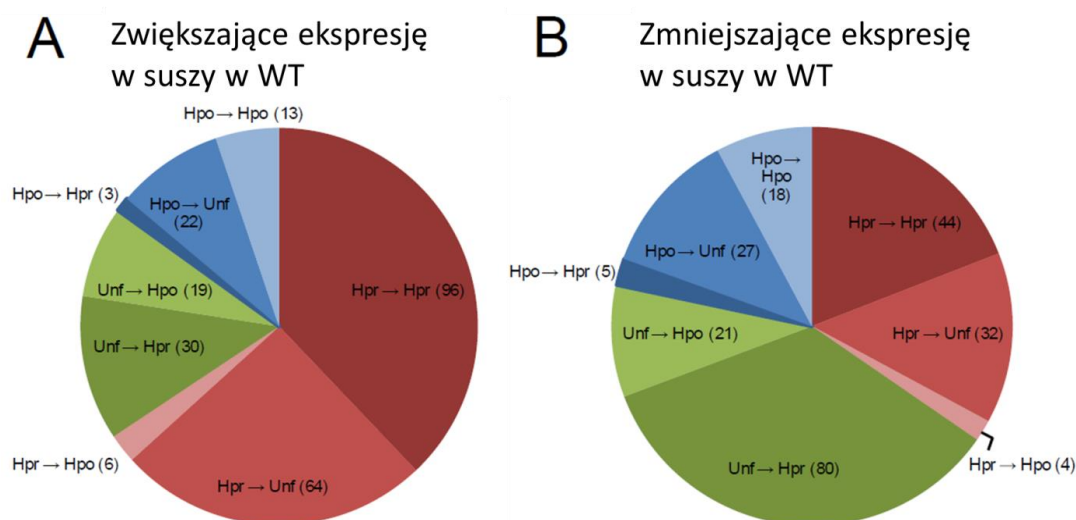 A
Zwiększające ekspresję
w suszy w WT
Hpo → Hpo (13)
Hpo → Hpr (3)
Hpo → Unf
(22)
Unf → Hpo (19)
Hpr → Hpr (96)
Unf → Hpr (30)
Hpr → Hpo (6)
Hpr → Unf (64)
B
Zmniejszające ekspresję
w suszy w WT
Hpo →
Hpo
(18)
Hpr → Hpr (44)
Hpo → Unf (27)
Hpo → Hpr (5)
Unf → Hpo (21)
Hpr → Unf (32)
Hpr → Hpo (4)
Unf → Hpr (80)